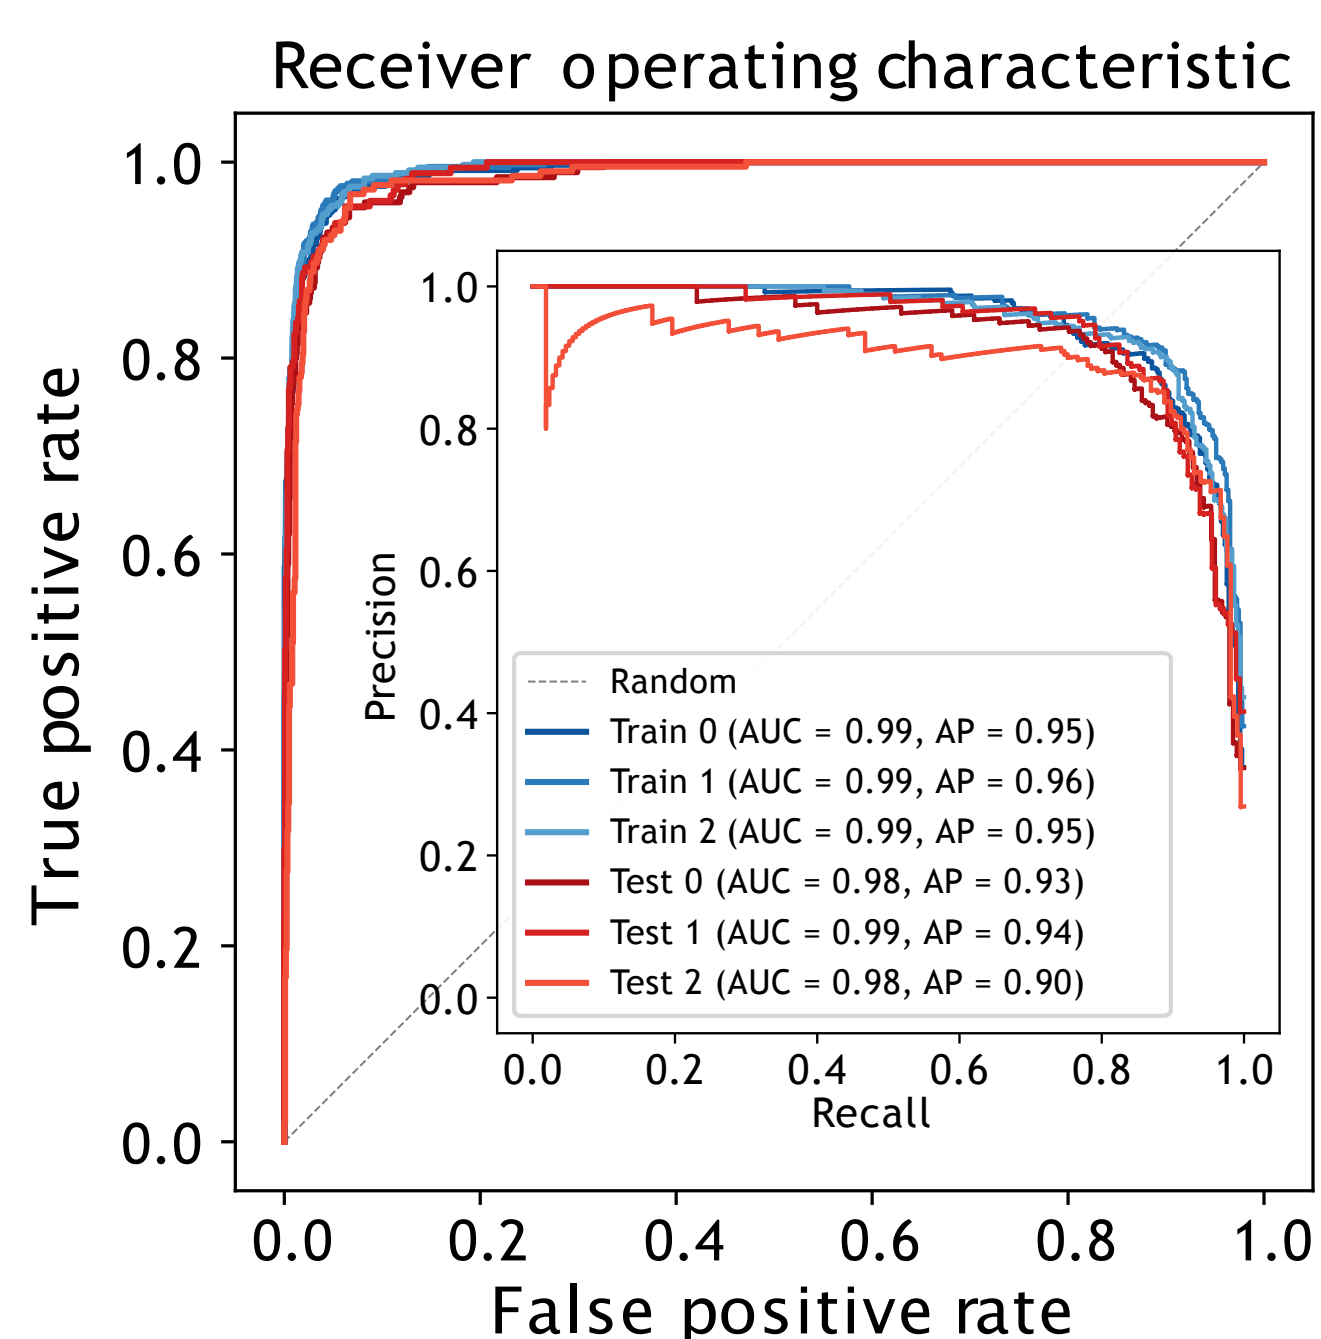 Receiver operating characteristic
True positive rate
1.0
0.8
0.6
0.4
0.2
0.0
Precision
1.0
0.8
0.6
0.4
0.2
0.0
Random
Train 0 (AUC = 0.99, AP = 0.95)
Train 1 (AUC = 0.99, AP = 0.96)
Train 2 (AUC = 0.99, AP = 0.95)
Test 0 (AUC = 0.98, AP = 0.93)
Test 1 (AUC = 0.99, AP = 0.94)
Test 2 (AUC = 0.98, AP = 0.90)
0.0 0.2 0.4 0.6 0.8 1.0
Recall
0.0 0.2 0.4 0.6 0.8 1.0
False positive rate